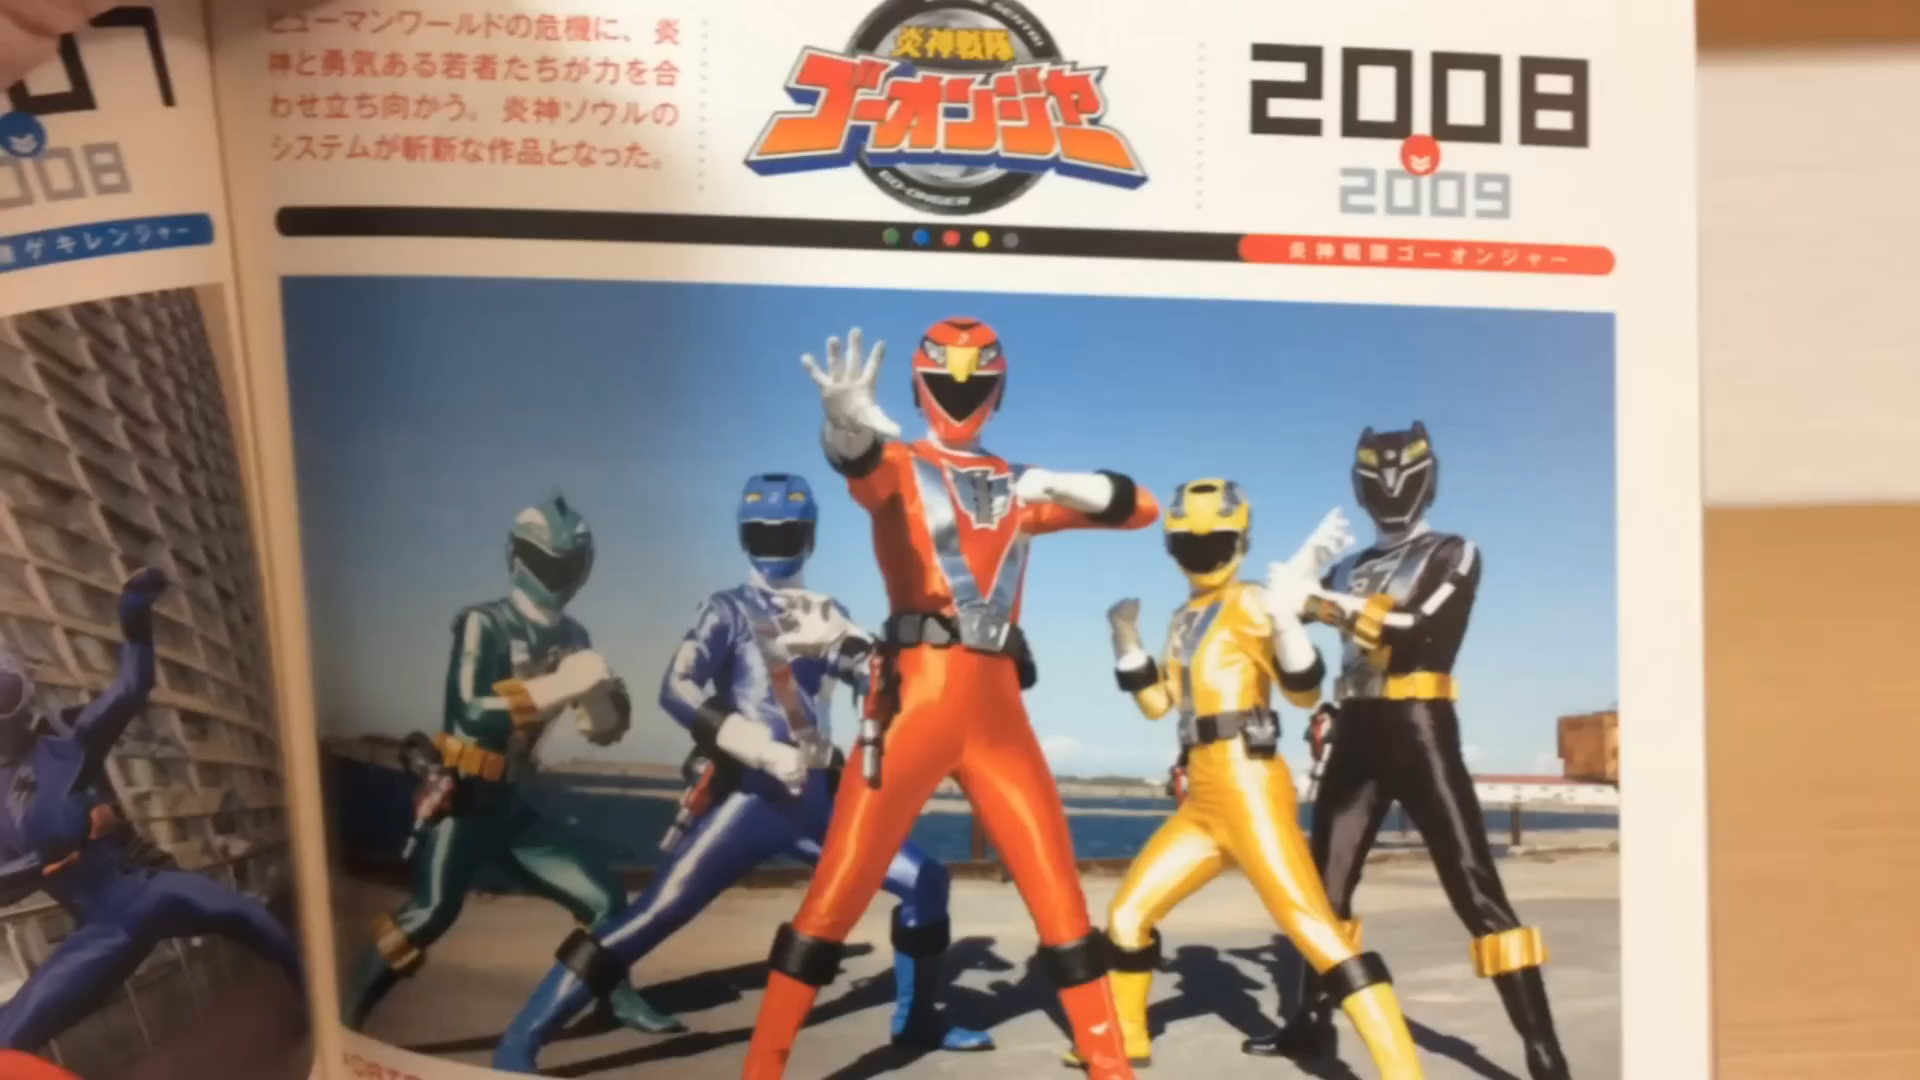 2008
ゲキレンジャー
ヒューマンワールドの危機に、炎
神と勇気ある若者たちが力を合
わせ立ち向かう。炎神ソウルの
システムが斬新な作品となった。
炎神戦隊
ゴーオンジャー
GO-ONGER
2008
2009
炎神戦隊ゴーオンジャー